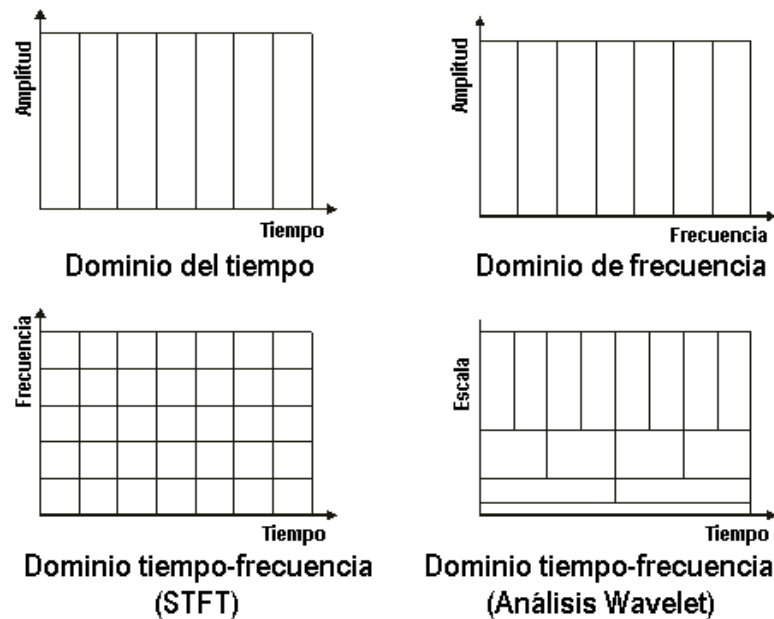 Amplitud
Tiempo
Dominio del tiempo
Amplitud
Frecuencia
Dominio de frecuencia
Frecuencia
Tiempo
Dominio tiempo-frecuencia
(STFT)
Escala
Tiempo
Dominio tiempo-frecuencia
(Análisis Wavelet)